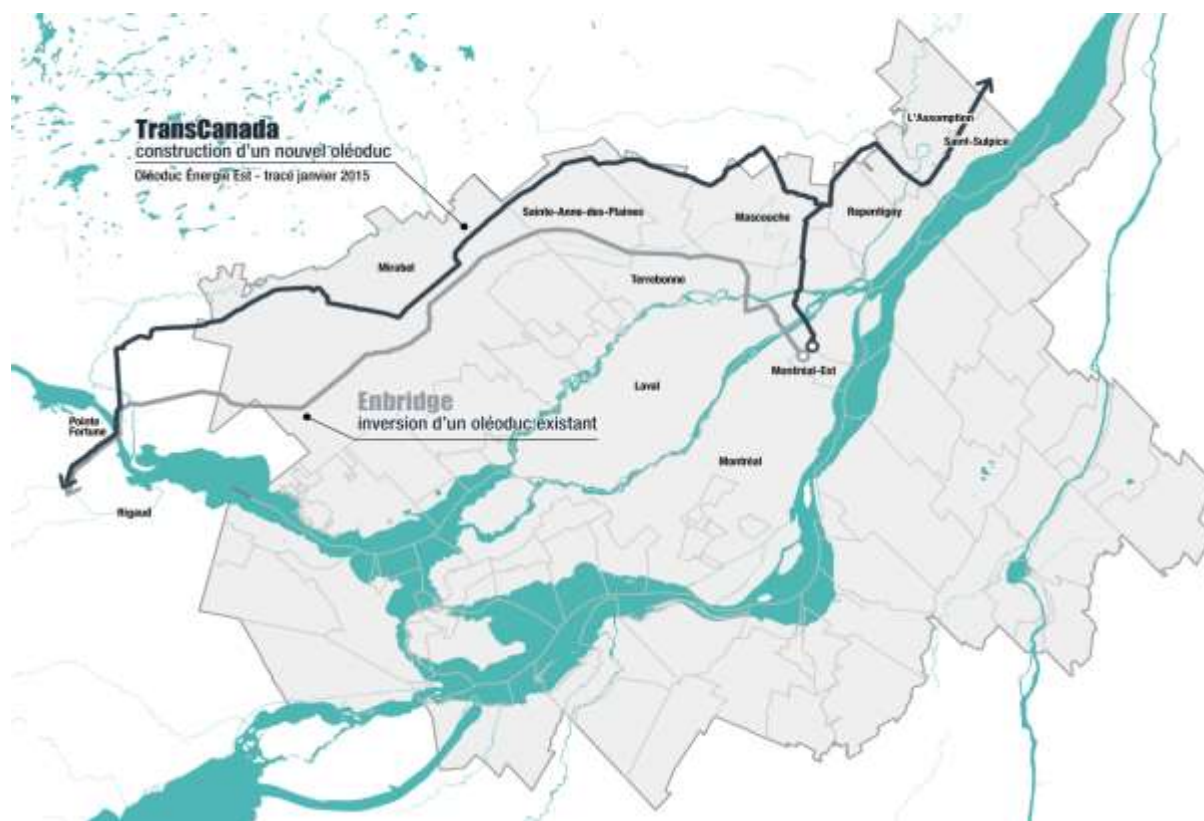 TransCanada
construction d'un nouvel oléoduc
Oléoduc Énergie Est - tracé janvier 2015
L'Assomption
Saint-Sulpice
Sainte-Anne-des-Plaines
Mascouche
Repentigny
Mirabel
Terrebonne
Montréal-Est
Laval
Enbridge
inversion d'un oléoduc existant
Pointe
Fortune
Montréal
Rigaud